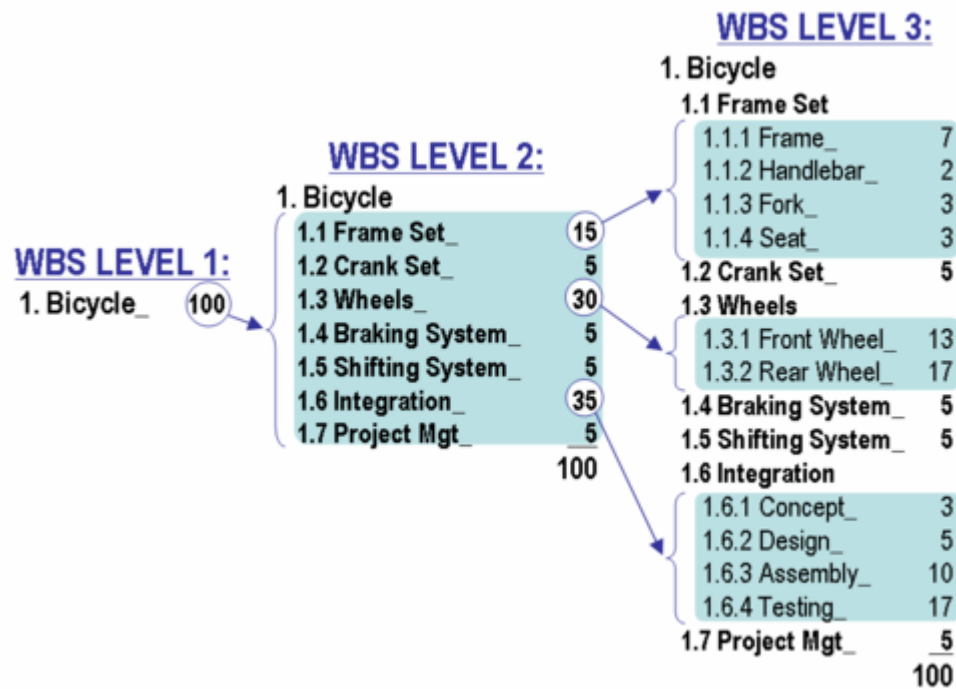 WBS LEVEL 1:
1. Bicycle_ 100
WBS LEVEL 2:
1. Bicycle
1.1 Frame Set_ 15
1.2 Crank Set_ 5
1.3 Wheels_ 30
1.4 Braking System_ 5
1.5 Shifting System_ 5
1.6 Integration_ 35
1.7 Project Mgt_ 5
100
WBS LEVEL 3:
1. Bicycle
1.1 Frame Set
1.1.1 Frame_ 7
1.1.2 Handlebar_ 2
1.1.3 Fork_ 3
1.1.4 Seat_ 3
1.2 Crank Set_ 5
1.3 Wheels
1.3.1 Front Wheel_ 13
1.3.2 Rear Wheel_ 17
1.4 Braking System_ 5
1.5 Shifting System_ 5
1.6 Integration
1.6.1 Concept_ 3
1.6.2 Design_ 5
1.6.3 Assembly_ 10
1.6.4 Testing_ 17
1.7 Project Mgt_ 5
100